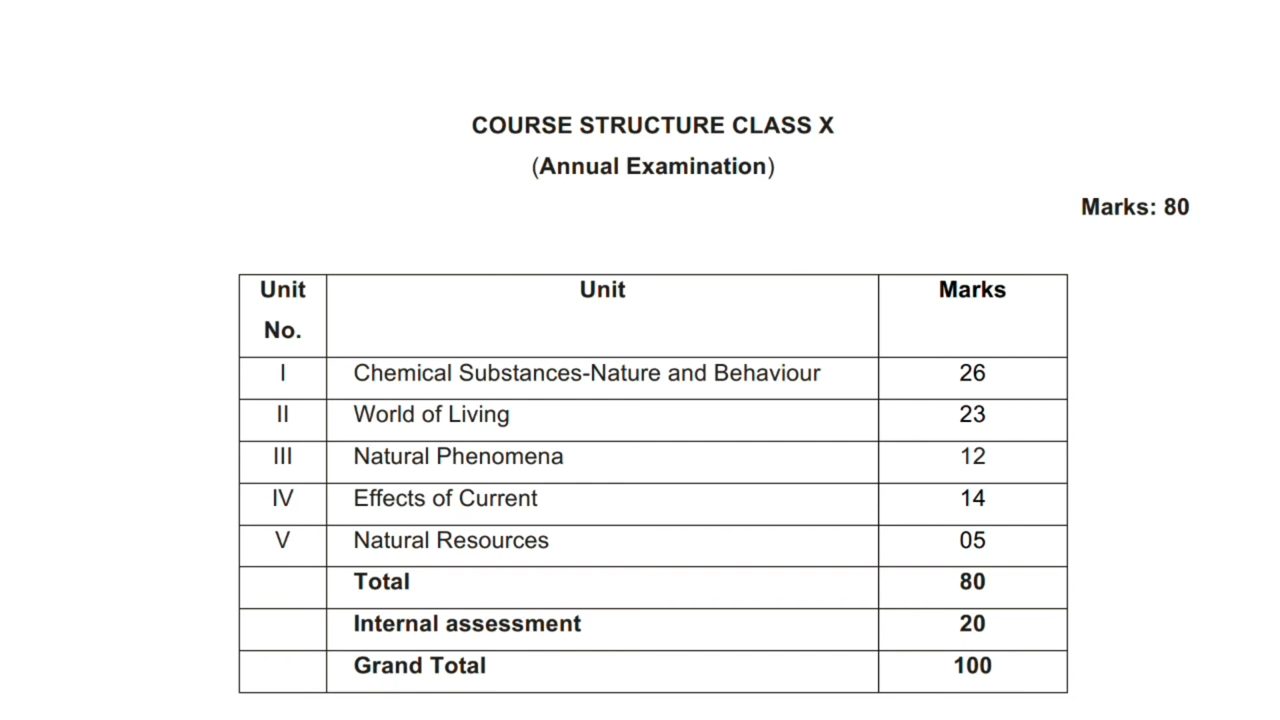 COURSE STRUCTURE CLASS X
(Annual Examination)
Marks: 80
Unit No. Unit Marks
I Chemical Substances-Nature and Behaviour 26
II World of Living 23
III Natural Phenomena 12
IV Effects of Current 14
V Natural Resources 05
Total 80
Internal assessment 20
Grand Total 100